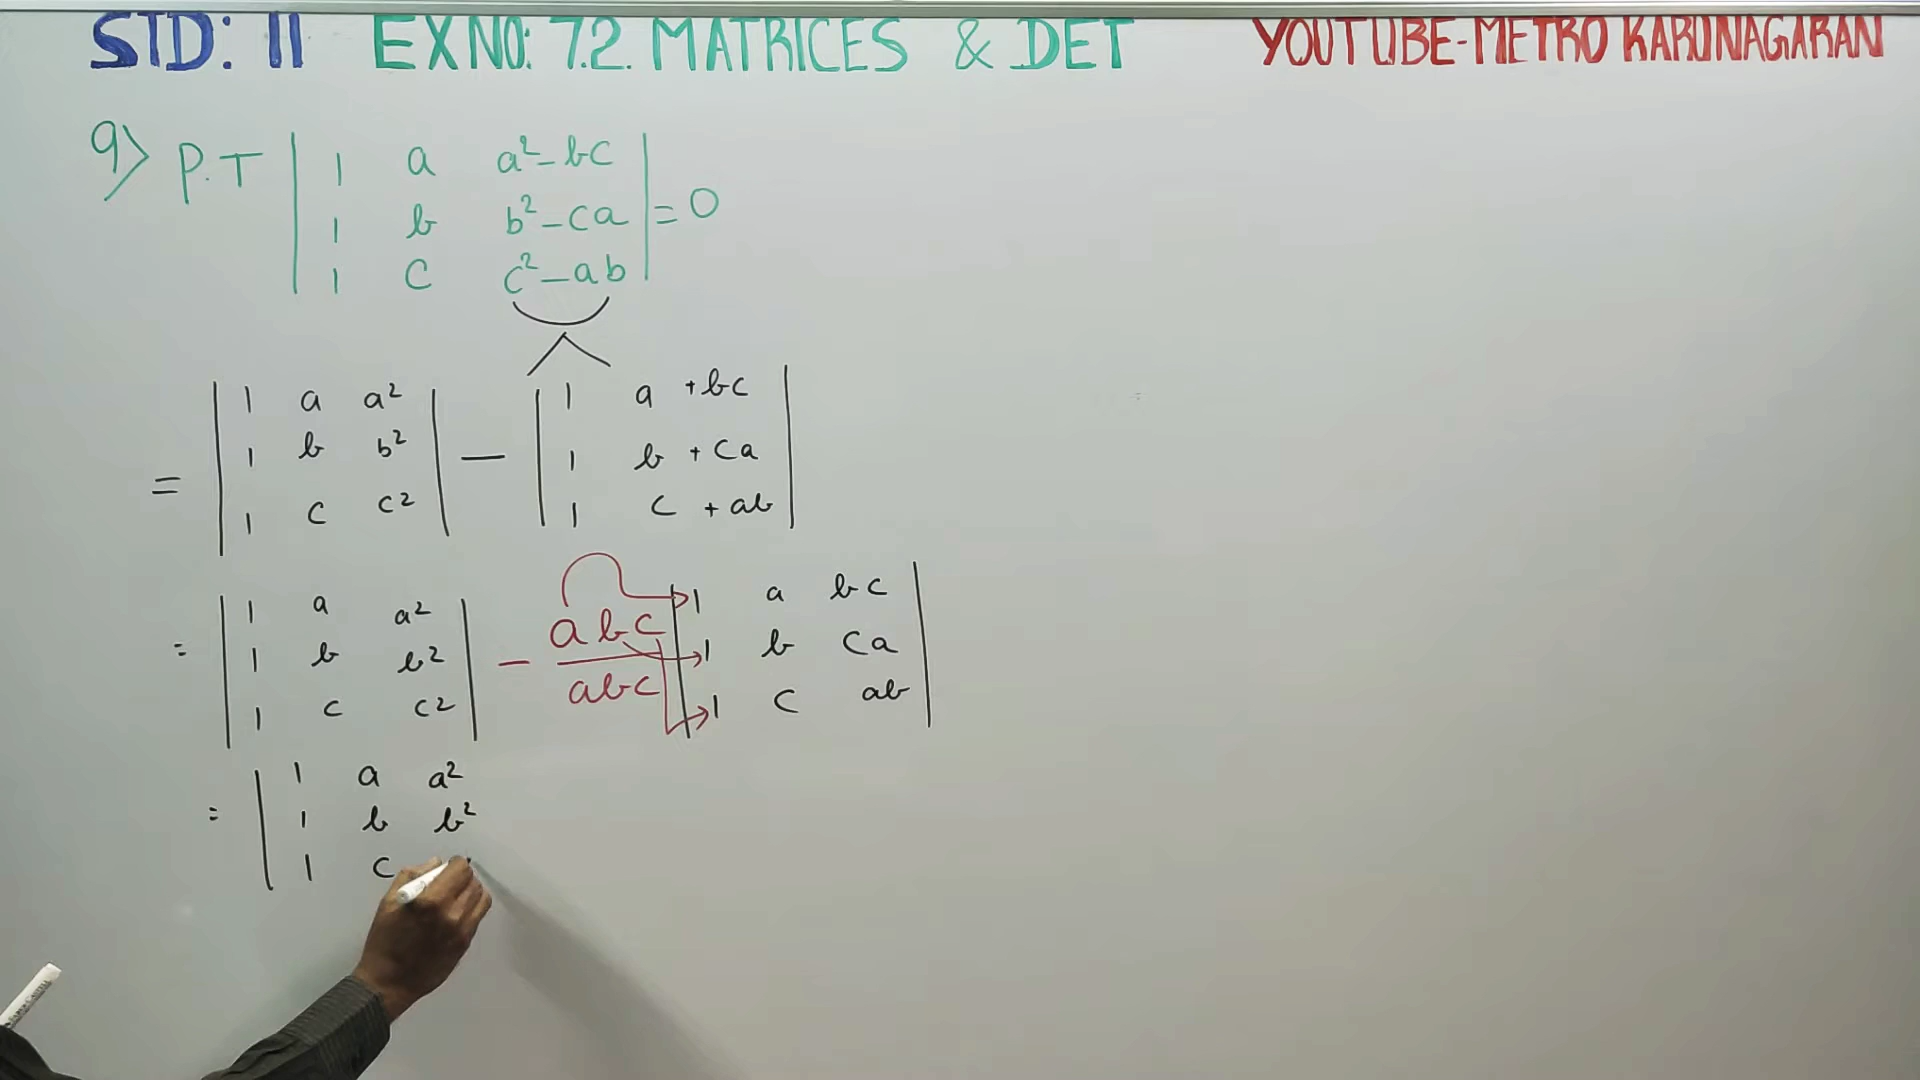 STD: 11 EX NO: 7.2. MATRICES & DET YOUTUBE-METRO KARUNAGARAN
9) P.T | 1 a a²-bc |
| 1 b b²-ca | = 0
| 1 c c²-ab |
| 1 a a² | | 1 a +bc |
= | 1 b b² | - | 1 b +ca |
| 1 c c² | | 1 c +ab |
| 1 a a² | abc | 1 a bc |
= | 1 b b² | - ― | 1 b ca |
| 1 c c² | abc | 1 c ab |
| 1 a a²
= | 1 b b²
| 1 c